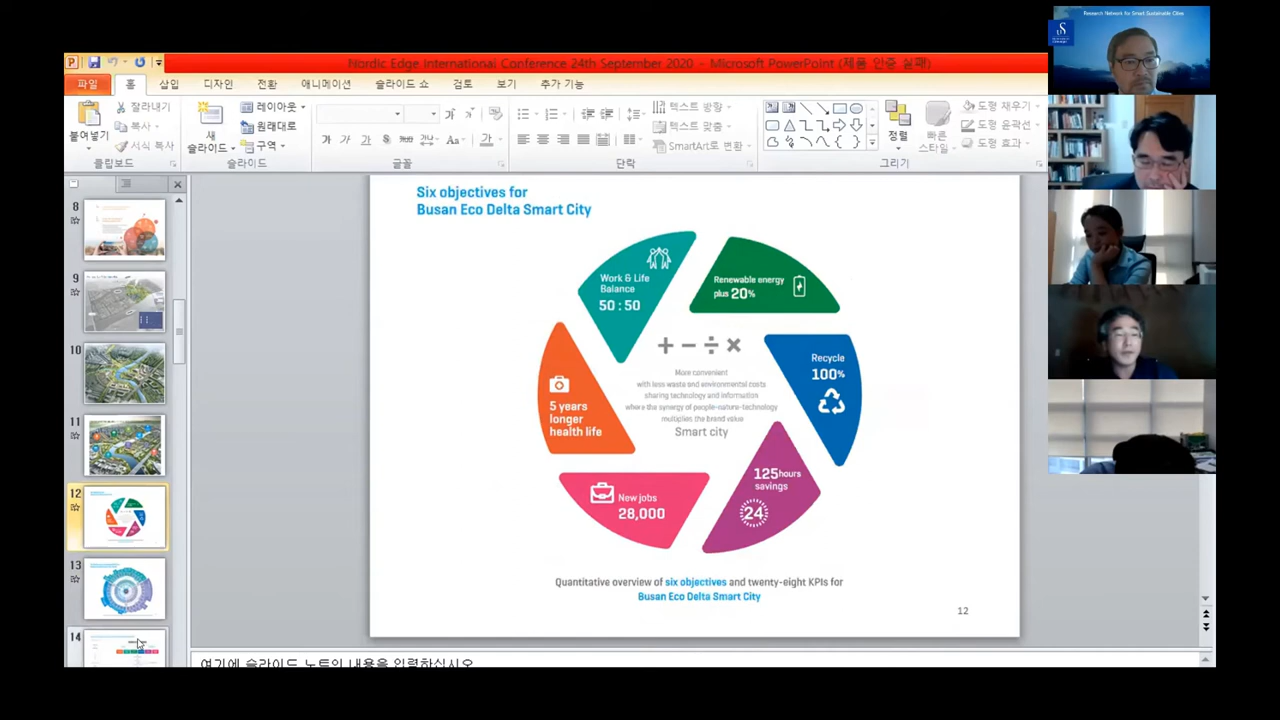 Research Network for Smart Sustainable Cities
Nordic Edge International Conference 24th September 2020 - Microsoft PowerPoint (제품 인증 실패)
파일 홈 삽입 디자인 전환 애니메이션 슬라이드 쇼 검토 보기 추가 기능
붙여넣기
잘라내기
복사
서식 복사
클립보드
새 슬라이드
레이아웃
원래대로
구역
슬라이드
가 가 가 가
글꼴
텍스트 방향
텍스트 맞춤
SmartArt로 변환
단락
정렬
빠른 스타일
도형 채우기
도형 윤곽선
도형 효과
그리기
8
9
10
11
12
13
14
Six objectives for
Busan Eco Delta Smart City
Work & Life
Balance
50 : 50
Renewable energy
plus 20%
Recycle
100%
125hours
savings
24
New jobs
28,000
5 years
longer
health life
+ − ÷ ×
More convenient
with less waste and environmental costs
sharing technology and information
where the synergy of people-nature-technology
multiplies the brand value
Smart city
Quantitative overview of six objectives and twenty-eight KPIs for
Busan Eco Delta Smart City
12
여기에 슬라이드 노트의 내용을 입력하십시오